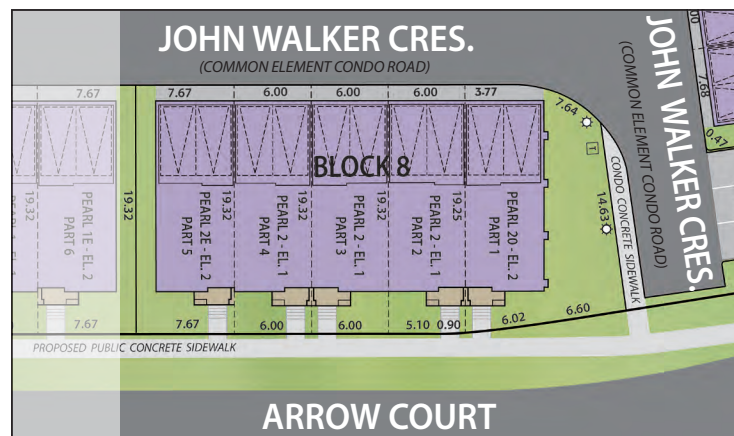 JOHN WALKER CRES.
(COMMON ELEMENT CONDO ROAD)
JOHN WALKER CRES.
(COMMON ELEMENT CONDO ROAD)
7.67
7.67
6.00
6.00
6.00
3.77
7.64
7.68
0.47
BLOCK 8
T
CONDO CONCRETE SIDEWALK
14.63
19.32
PEARL 1E - EL. 2
PART 6
19.32
PEARL 2E - EL. 2
PART 5
19.32
PEARL 2 - EL. 1
PART 4
PEARL 2 - EL. 1
PART 3
19.32
PEARL 2 - EL. 1
PART 2
19.25
PEARL 20 - EL. 2
PART 1
7.67
7.67
6.00
6.00
5.10
0.90
6.02
6.60
PROPOSED PUBLIC CONCRETE SIDEWALK
ARROW COURT